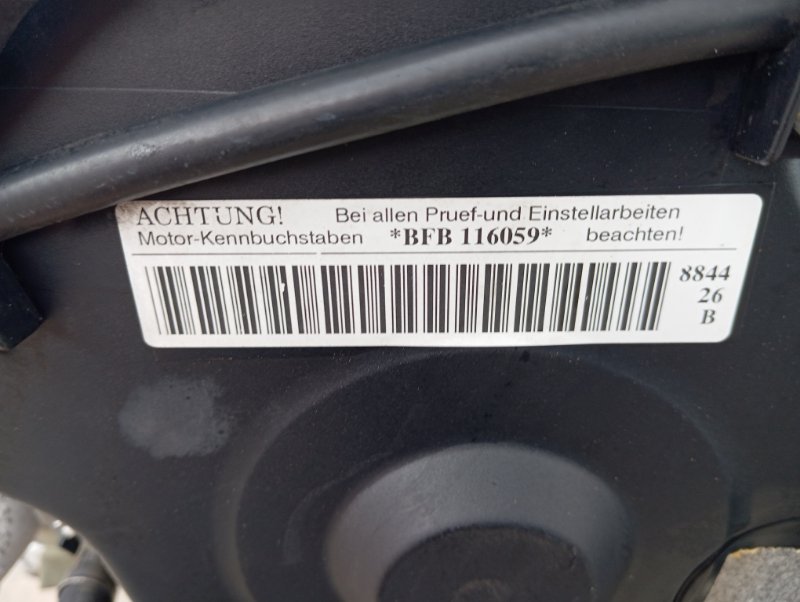 ACHTUNG! Bei allen Pruef-und Einstellarbeiten
Motor-Kennbuchstaben *BFB 116059* beachten!
8844
26
B